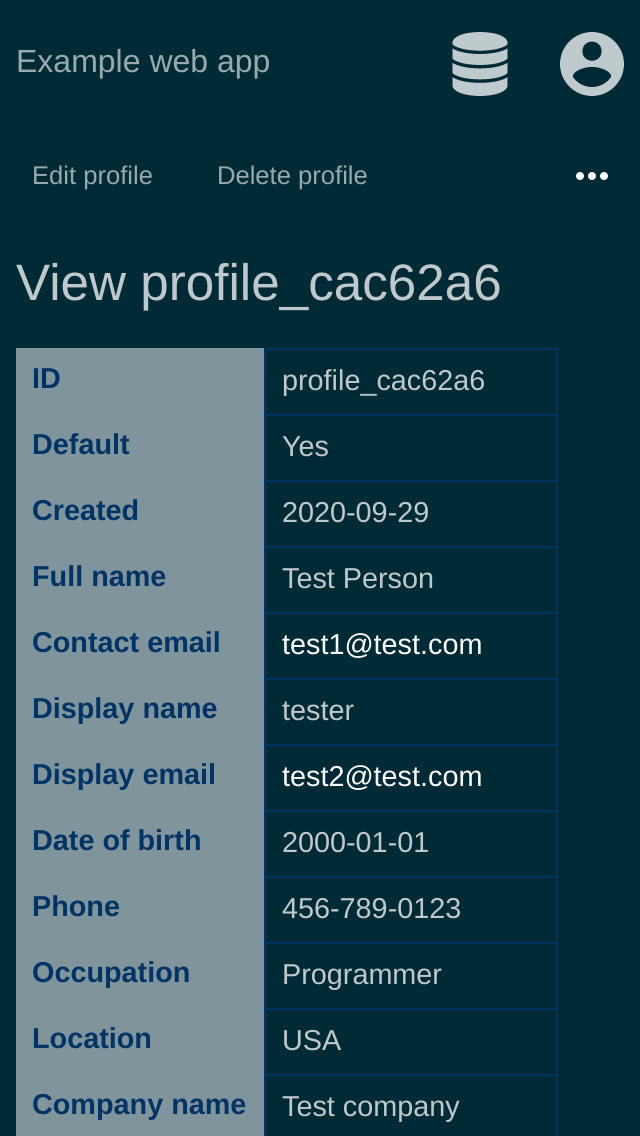 Example web app
Edit profile Delete profile
View profile_cac62a6
ID profile_cac62a6
Default Yes
Created 2020-09-29
Full name Test Person
Contact email test1@test.com
Display name tester
Display email test2@test.com
Date of birth 2000-01-01
Phone 456-789-0123
Occupation Programmer
Location USA
Company name Test company